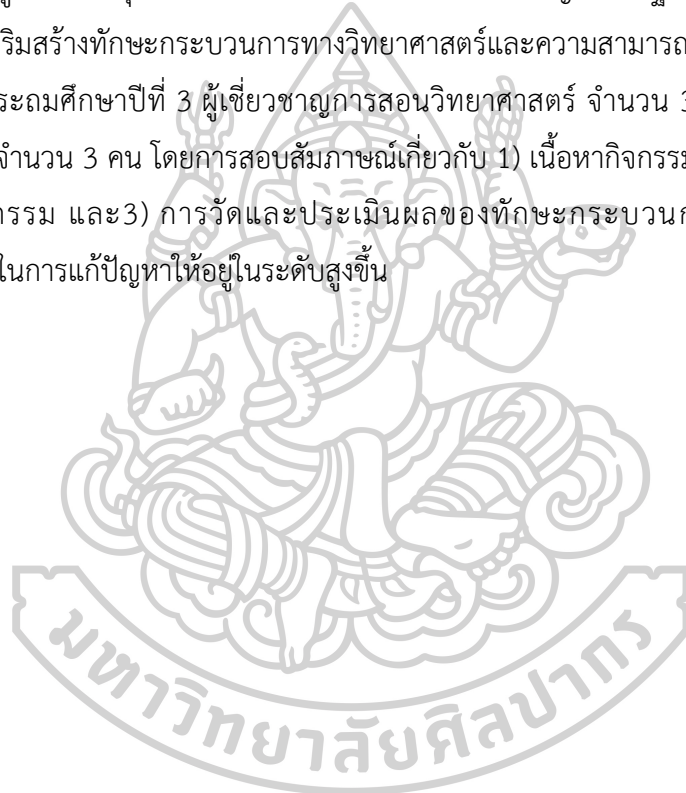 ริมสร้างทักษะกระบวนการทางวิทยาศาสตร์และความสามารถ
ระถมศึกษาปีที่ 3 ผู้เชี่ยวชาญการสอนวิทยาศาสตร์ จำนวน 3
จำนวน 3 คน โดยการสอบสัมภาษณ์เกี่ยวกับ 1) เนื้อหากิจกรรม
กรรม และ3) การวัดและประเมินผลของทักษะกระบวนก
ในการแก้ปัญหาให้อยู่ในระดับสูงขึ้น
มหาวิทยาลัยศิลปากร